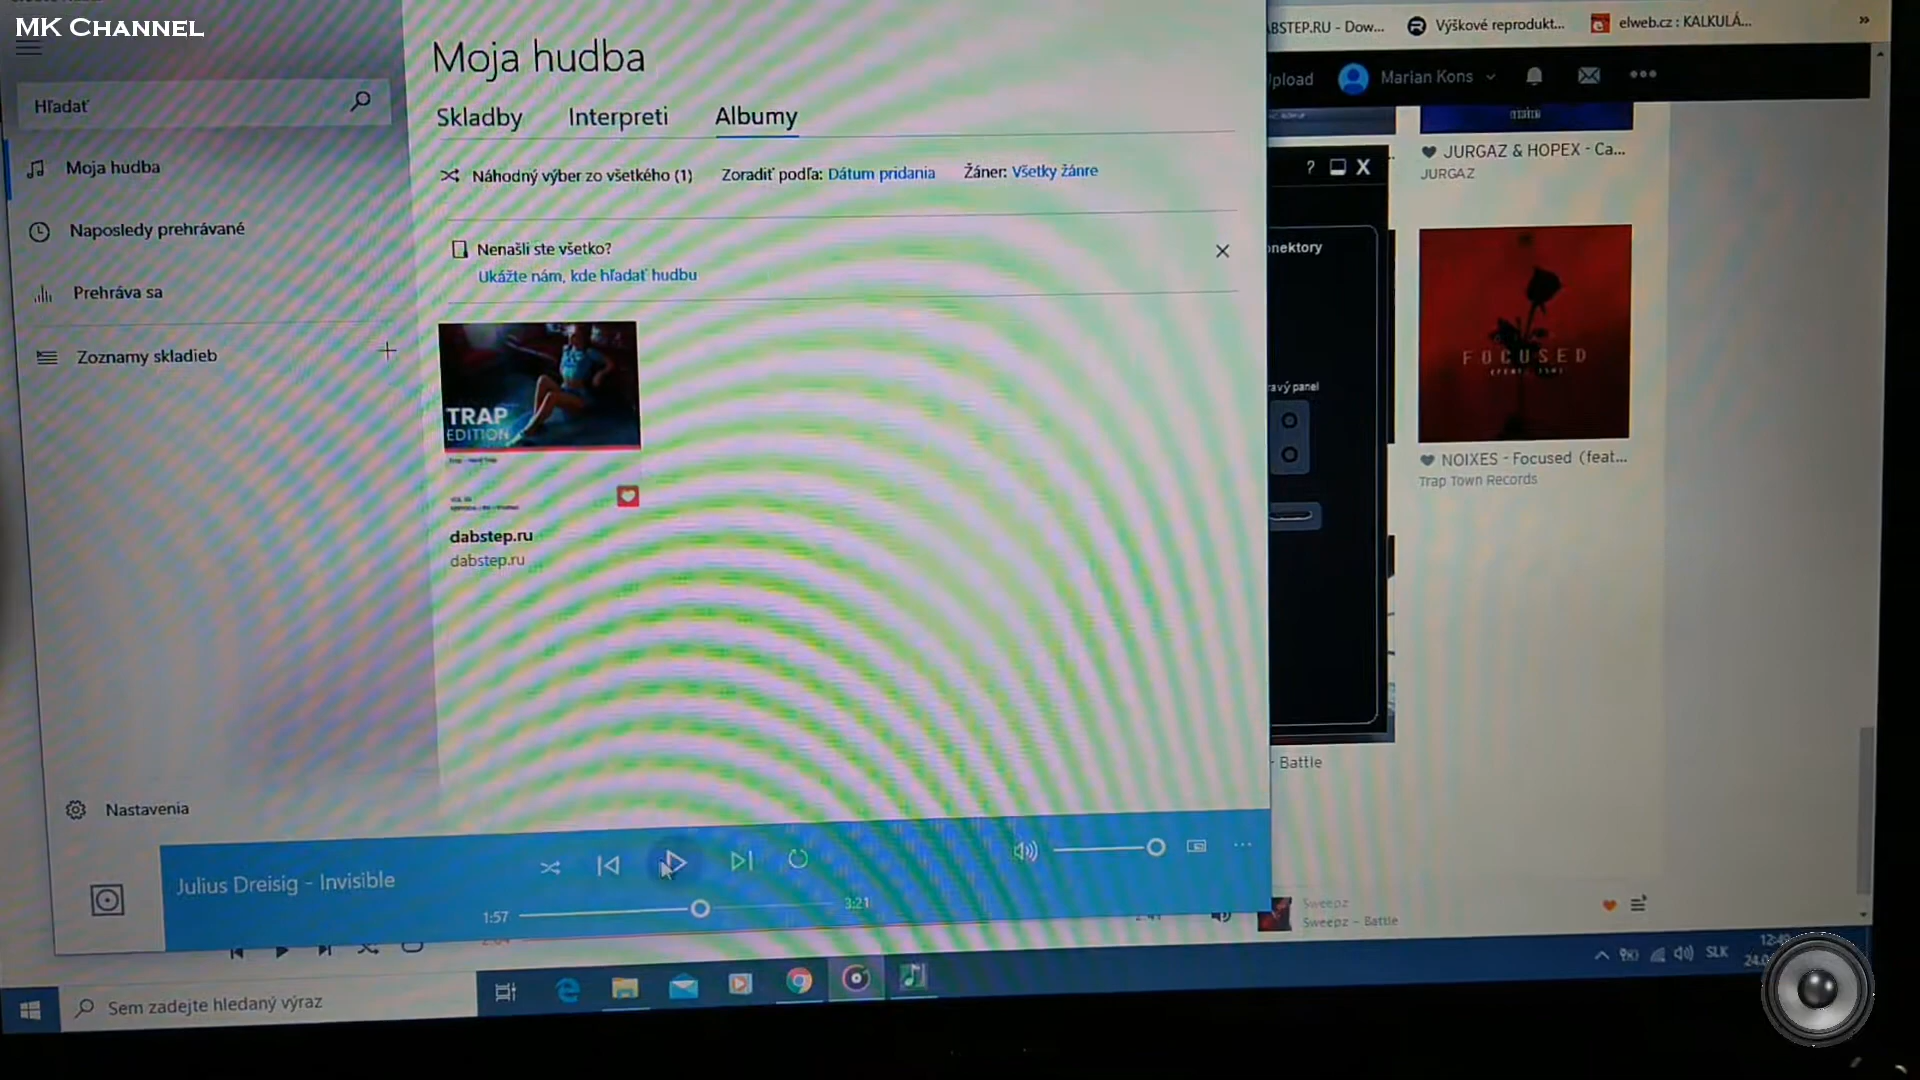 MK Channel
Hľadať
Moja hudba
Naposledy prehrávané
Prehráva sa
Zoznamy skladieb
Nastavenia
Moja hudba
Skladby Interpreti Albumy
Náhodný výber zo všetkého (1) Zoradiť podľa: Dátum pridania Žáner: Všetky žánre
Nenašli ste všetko?
Ukážte nám, kde hľadať hudbu
TRAP
EDITION
dabstep.ru
dabstep.ru
Julius Dreisig - Invisible
1:57
3:21
BSTEP.RU - Dow... Výškové reprodukt... elweb.cz : KALKULÁ... »
pload Marian Kons
? X
onektory
ravý panel
- Battle
JURGAZ & HOPEX - Ca...
JURGAZ
FOCUSED
NOIXES - Focused (feat...
Trap Town Records
Sweepz
Sweepz - Battle
Sem zadejte hledaný výraz
SLK